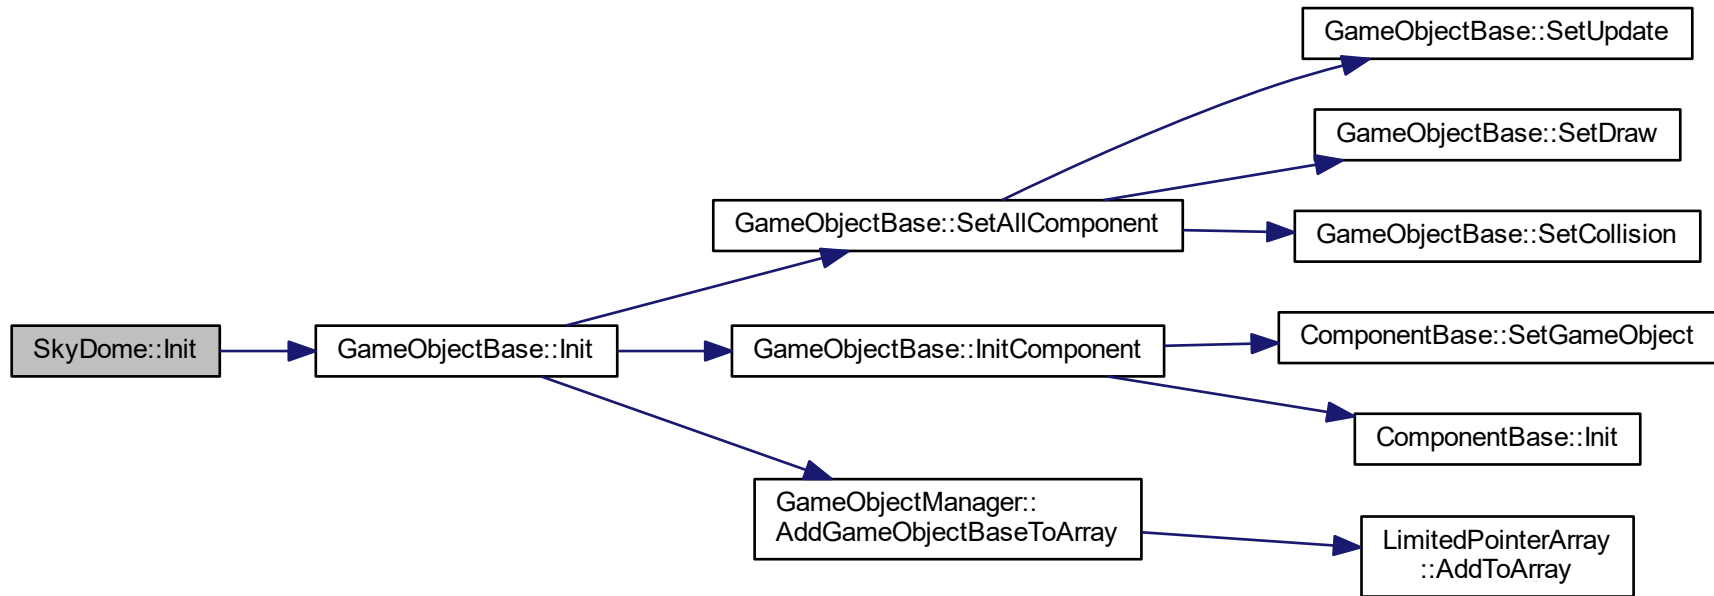 GameObjectBase::SetUpdate
GameObjectBase::SetDraw
GameObjectBase::SetAllComponent
GameObjectBase::SetCollision
SkyDome::Init
GameObjectBase::Init
GameObjectBase::InitComponent
ComponentBase::SetGameObject
ComponentBase::Init
GameObjectManager::
AddGameObjectBaseToArray
LimitedPointerArray
::AddToArray